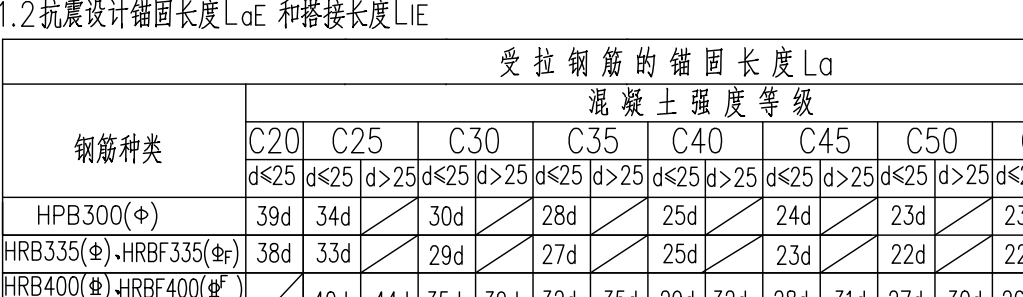 1.2抗震设计锚固长度LaE 和搭接长度LlE
受拉钢筋的锚固长度La
钢筋种类 混凝土强度等级
C20 C25 C30 C35 C40 C45 C50
d≤25 d≤25 d>25 d≤25 d>25 d≤25 d>25 d≤25 d>25 d≤25 d>25 d≤25 d>25
HPB300(Φ) 39d 34d 30d 28d 25d 24d 23d
HRB335(Φ)、HRBF335(ΦF) 38d 33d 29d 27d 25d 23d 22d
HRB400(Φ)、HRBF400(ΦF)